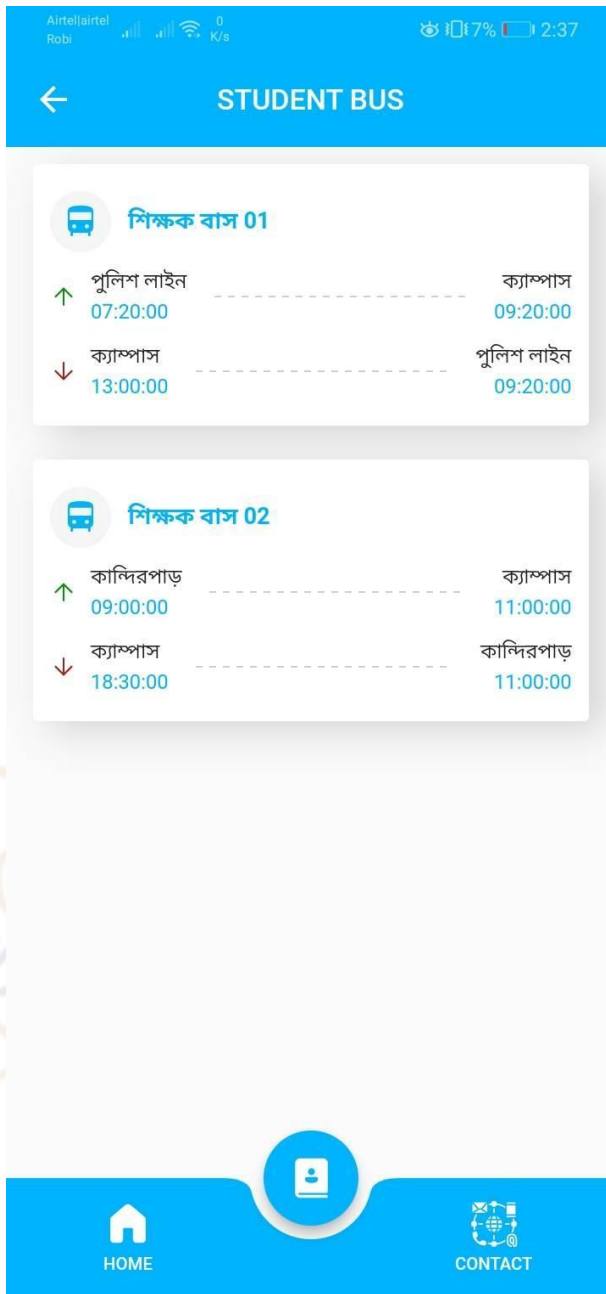 Airtel|airtel
Robi
0
K/s
7%
2:37
STUDENT BUS
শিক্ষক বাস 01
পুলিশ লাইন ক্যাম্পাস
07:20:00 09:20:00
ক্যাম্পাস পুলিশ লাইন
13:00:00 09:20:00
শিক্ষক বাস 02
কান্দিরপাড় ক্যাম্পাস
09:00:00 11:00:00
ক্যাম্পাস কান্দিরপাড়
18:30:00 11:00:00
HOME CONTACT